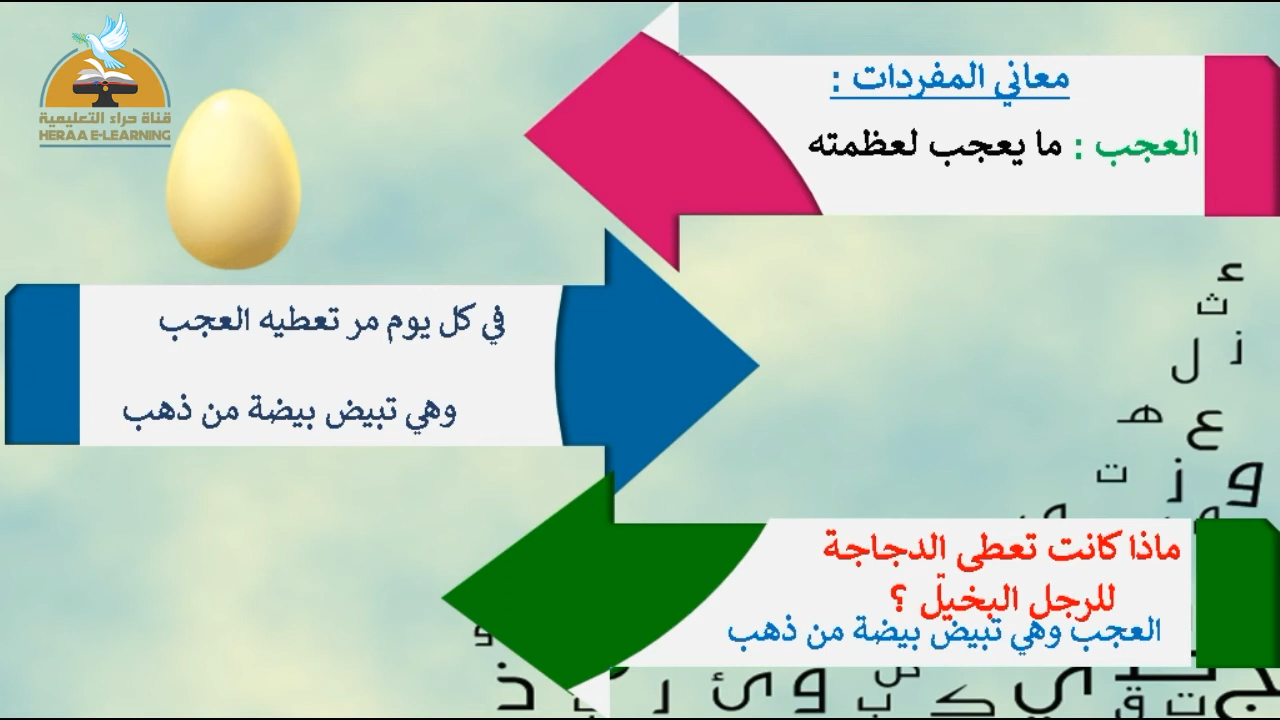 قناة حراء التعليمية
HERAA E-LEARNING
معاني المفردات :
العجب : ما يعجب لعظمته
في كل يوم مر تعطيه العجب
وهي تبيض بيضة من ذهب
ماذا كانت تعطى الدجاجة
للرجل البخيل ؟
العجب وهي تبيض بيضة من ذهب